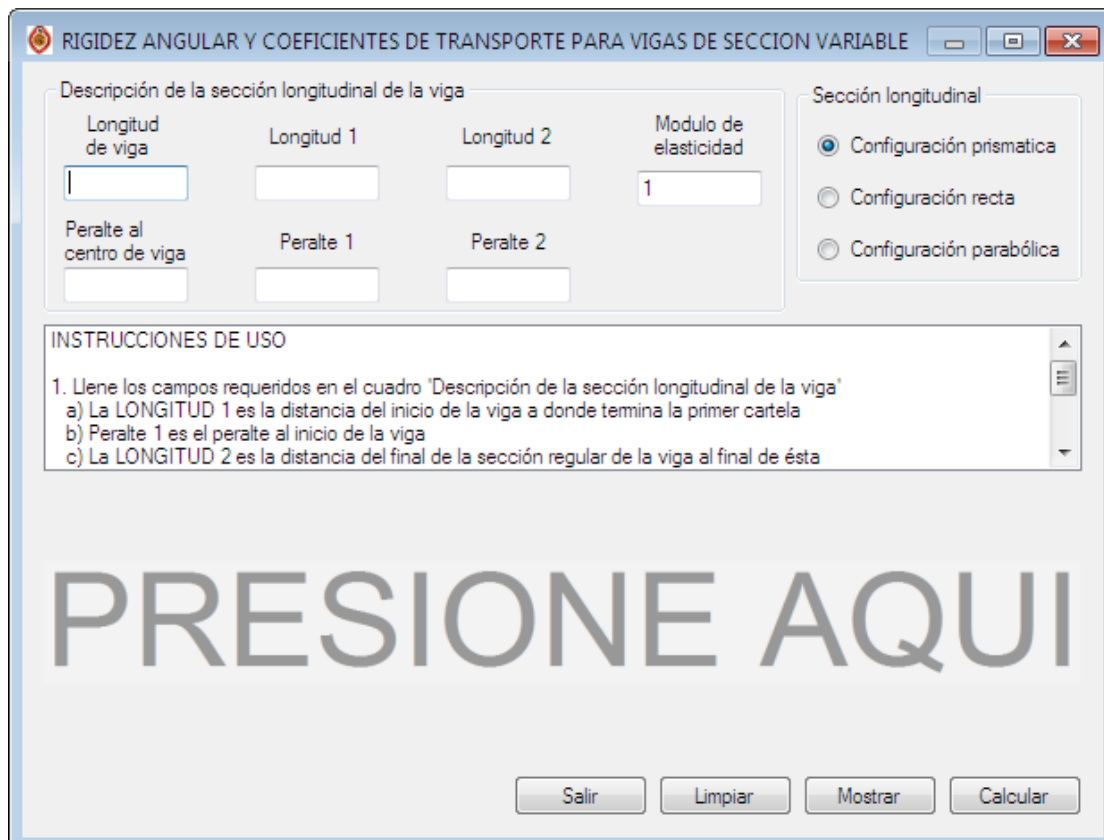 RIGIDEZ ANGULAR Y COEFICIENTES DE TRANSPORTE PARA VIGAS DE SECCION VARIABLE
Descripción de la sección longitudinal de la viga
Longitud
de viga
Longitud 1
Longitud 2
Modulo de
elasticidad
1
Peralte al
centro de viga
Peralte 1
Peralte 2
Sección longitudinal
Configuración prismatica
Configuración recta
Configuración parabólica
INSTRUCCIONES DE USO
1. Llene los campos requeridos en el cuadro "Descripción de la sección longitudinal de la viga"
a) La LONGITUD 1 es la distancia del inicio de la viga a donde termina la primer cartela
b) Peralte 1 es el peralte al inicio de la viga
c) La LONGITUD 2 es la distancia del final de la sección regular de la viga al final de ésta
PRESIONE AQUI
Salir
Limpiar
Mostrar
Calcular